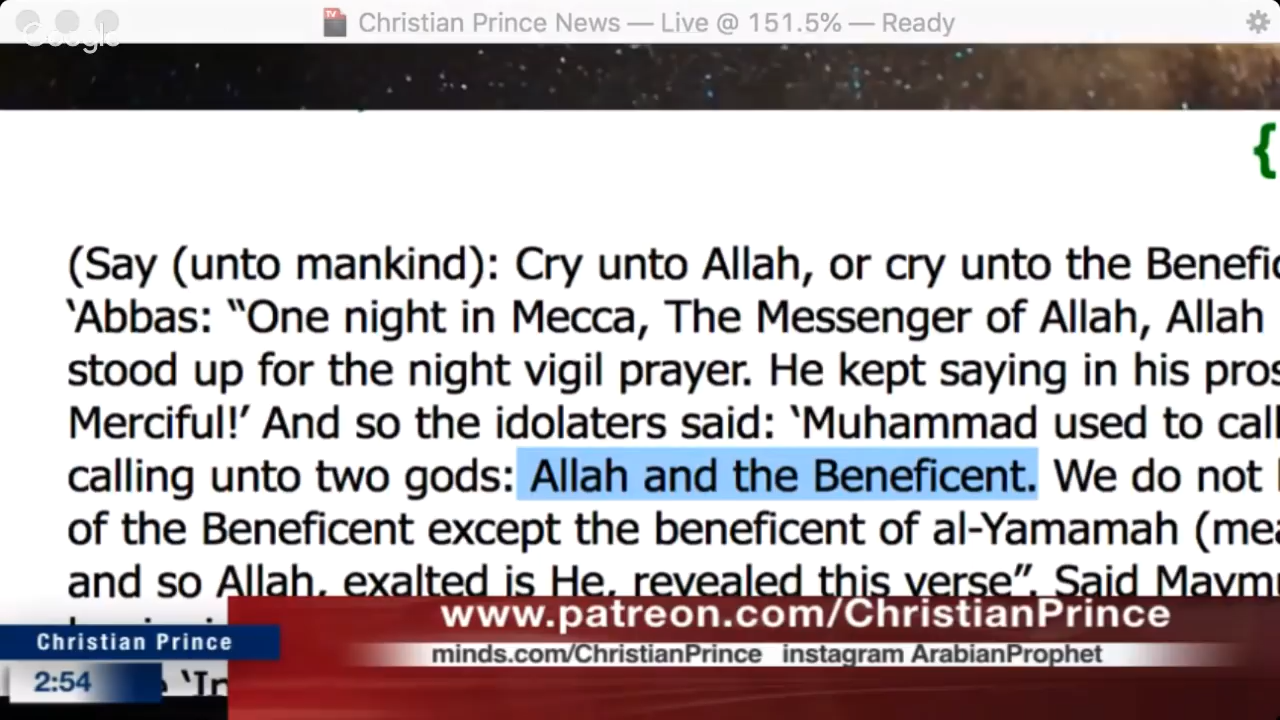 Christian Prince News — Live @ 151.5% — Ready
Google
{
(Say (unto mankind): Cry unto Allah, or cry unto the Benefic
‘Abbas: “One night in Mecca, The Messenger of Allah, Allah
stood up for the night vigil prayer. He kept saying in his pros
Merciful!’ And so the idolaters said: ‘Muhammad used to call
calling unto two gods: Allah and the Beneficent. We do not
of the Beneficent except the beneficent of al-Yamamah (mea
and so Allah, exalted is He, revealed this verse”. Said Maymu
www.patreon.com/ChristianPrince
Christian Prince
minds.com/ChristianPrince instagram ArabianProphet
2:54